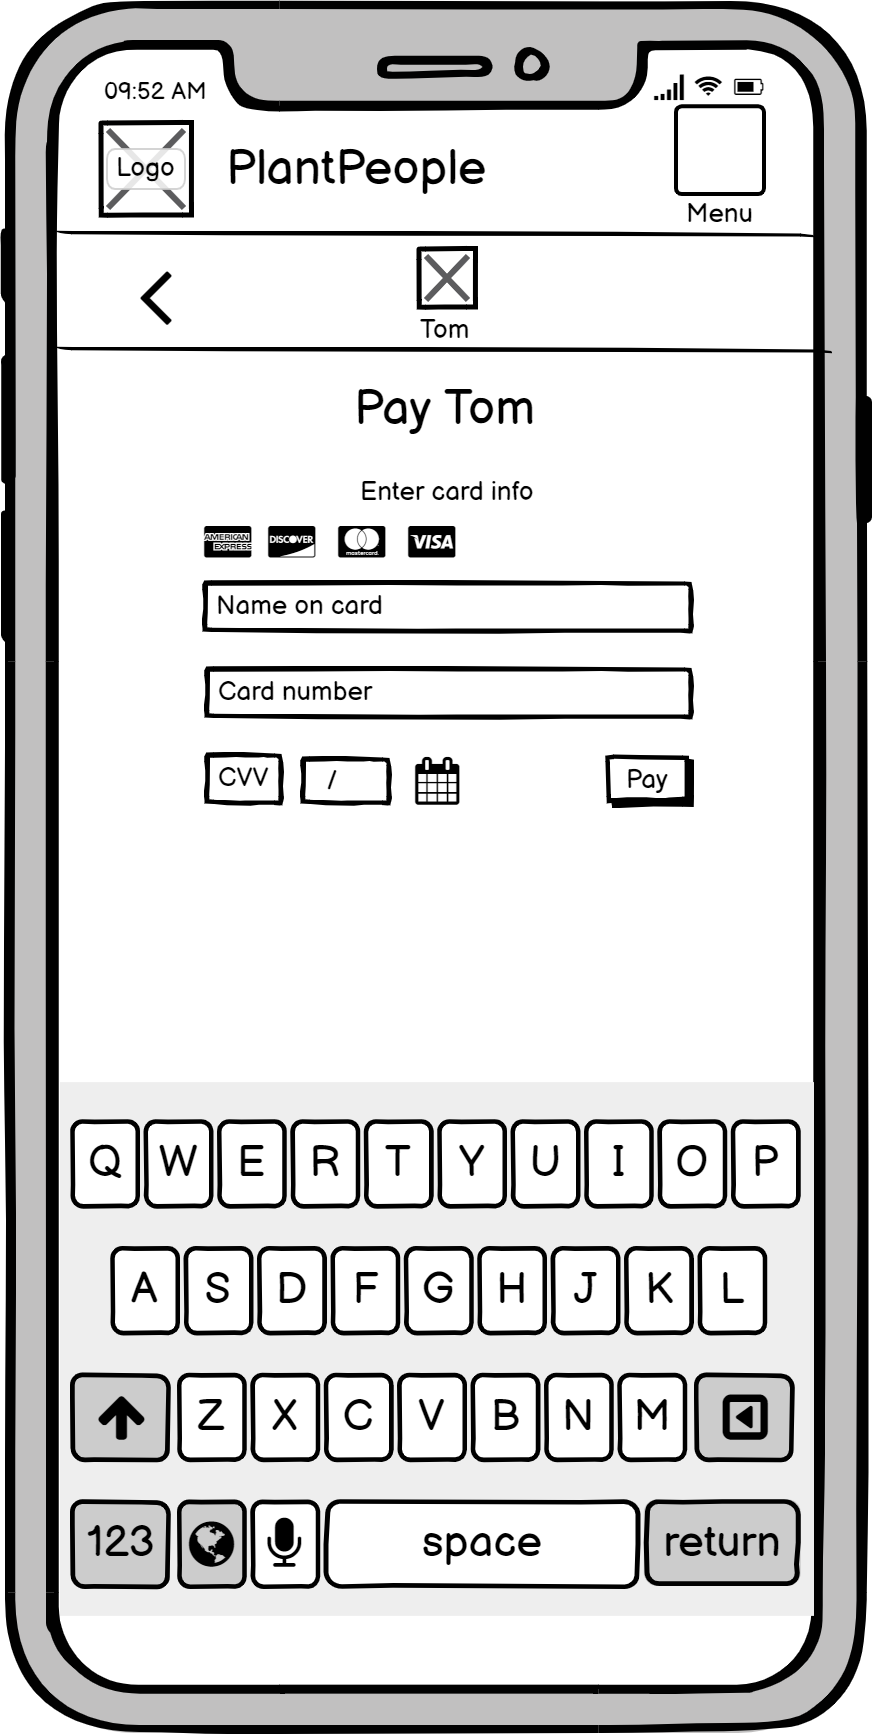 09:52 AM
Logo
PlantPeople
Menu
Tom
Pay Tom
Enter card info
AMERICAN EXPRESS DISCOVER mastercard. VISA
Name on card
Card number
CVV / Pay
Q W E R T Y U I O P
A S D F G H J K L
Z X C V B N M
123 space return